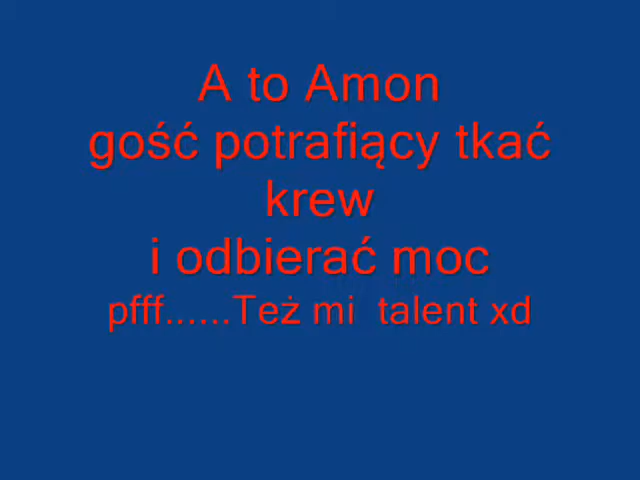 A to Amon
gość potrafiący tkać
krew
i odbierać moc
pfff......Też mi  talent xd